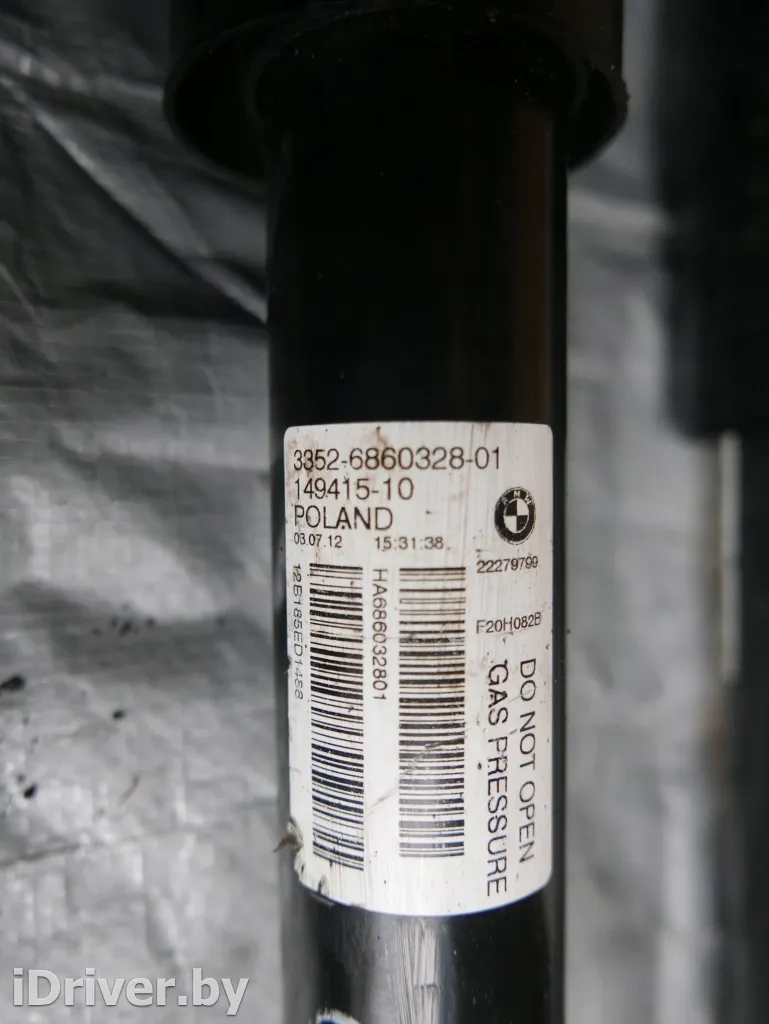 3352-6860328-01
149415-10
POLAND
03.07.12 15:31:38
BMW
22279799
F20H082B
12B185ED1488
HA686032801
DO NOT OPEN
GAS PRESSURE
iDriver.by